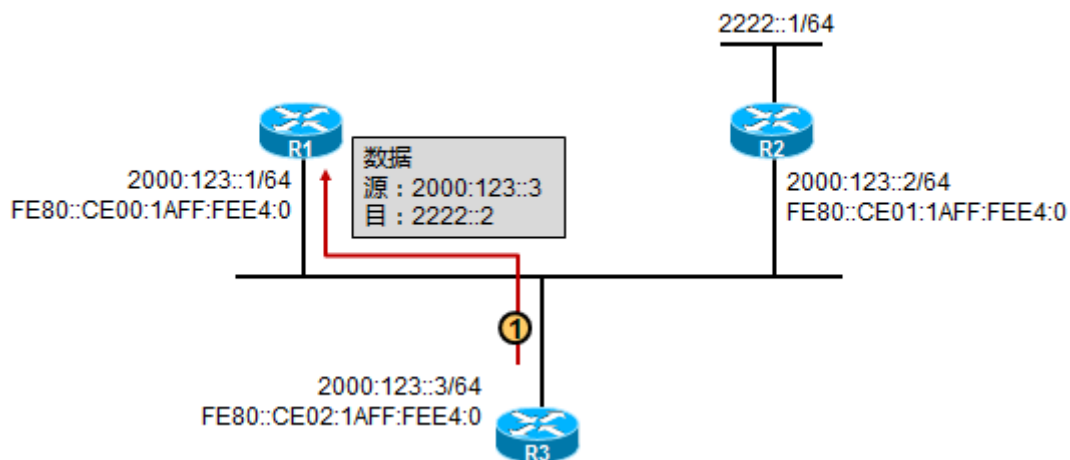 2222::1/64
R1
R2
数据
源：2000:123::3
目：2222::2
2000:123::1/64
FE80::CE00:1AFF:FEE4:0
2000:123::2/64
FE80::CE01:1AFF:FEE4:0
1
2000:123::3/64
FE80::CE02:1AFF:FEE4:0
R3